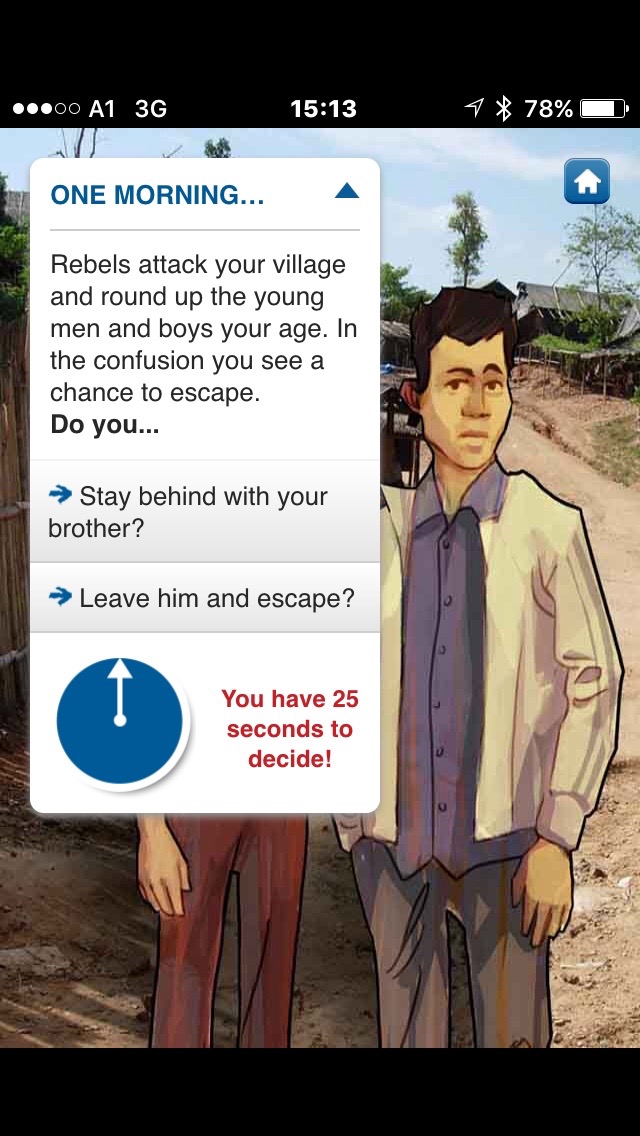 A1 3G 15:13 78%
ONE MORNING...
Rebels attack your village
and round up the young
men and boys your age. In
the confusion you see a
chance to escape.
Do you...
Stay behind with your
brother?
Leave him and escape?
You have 25
seconds to
decide!